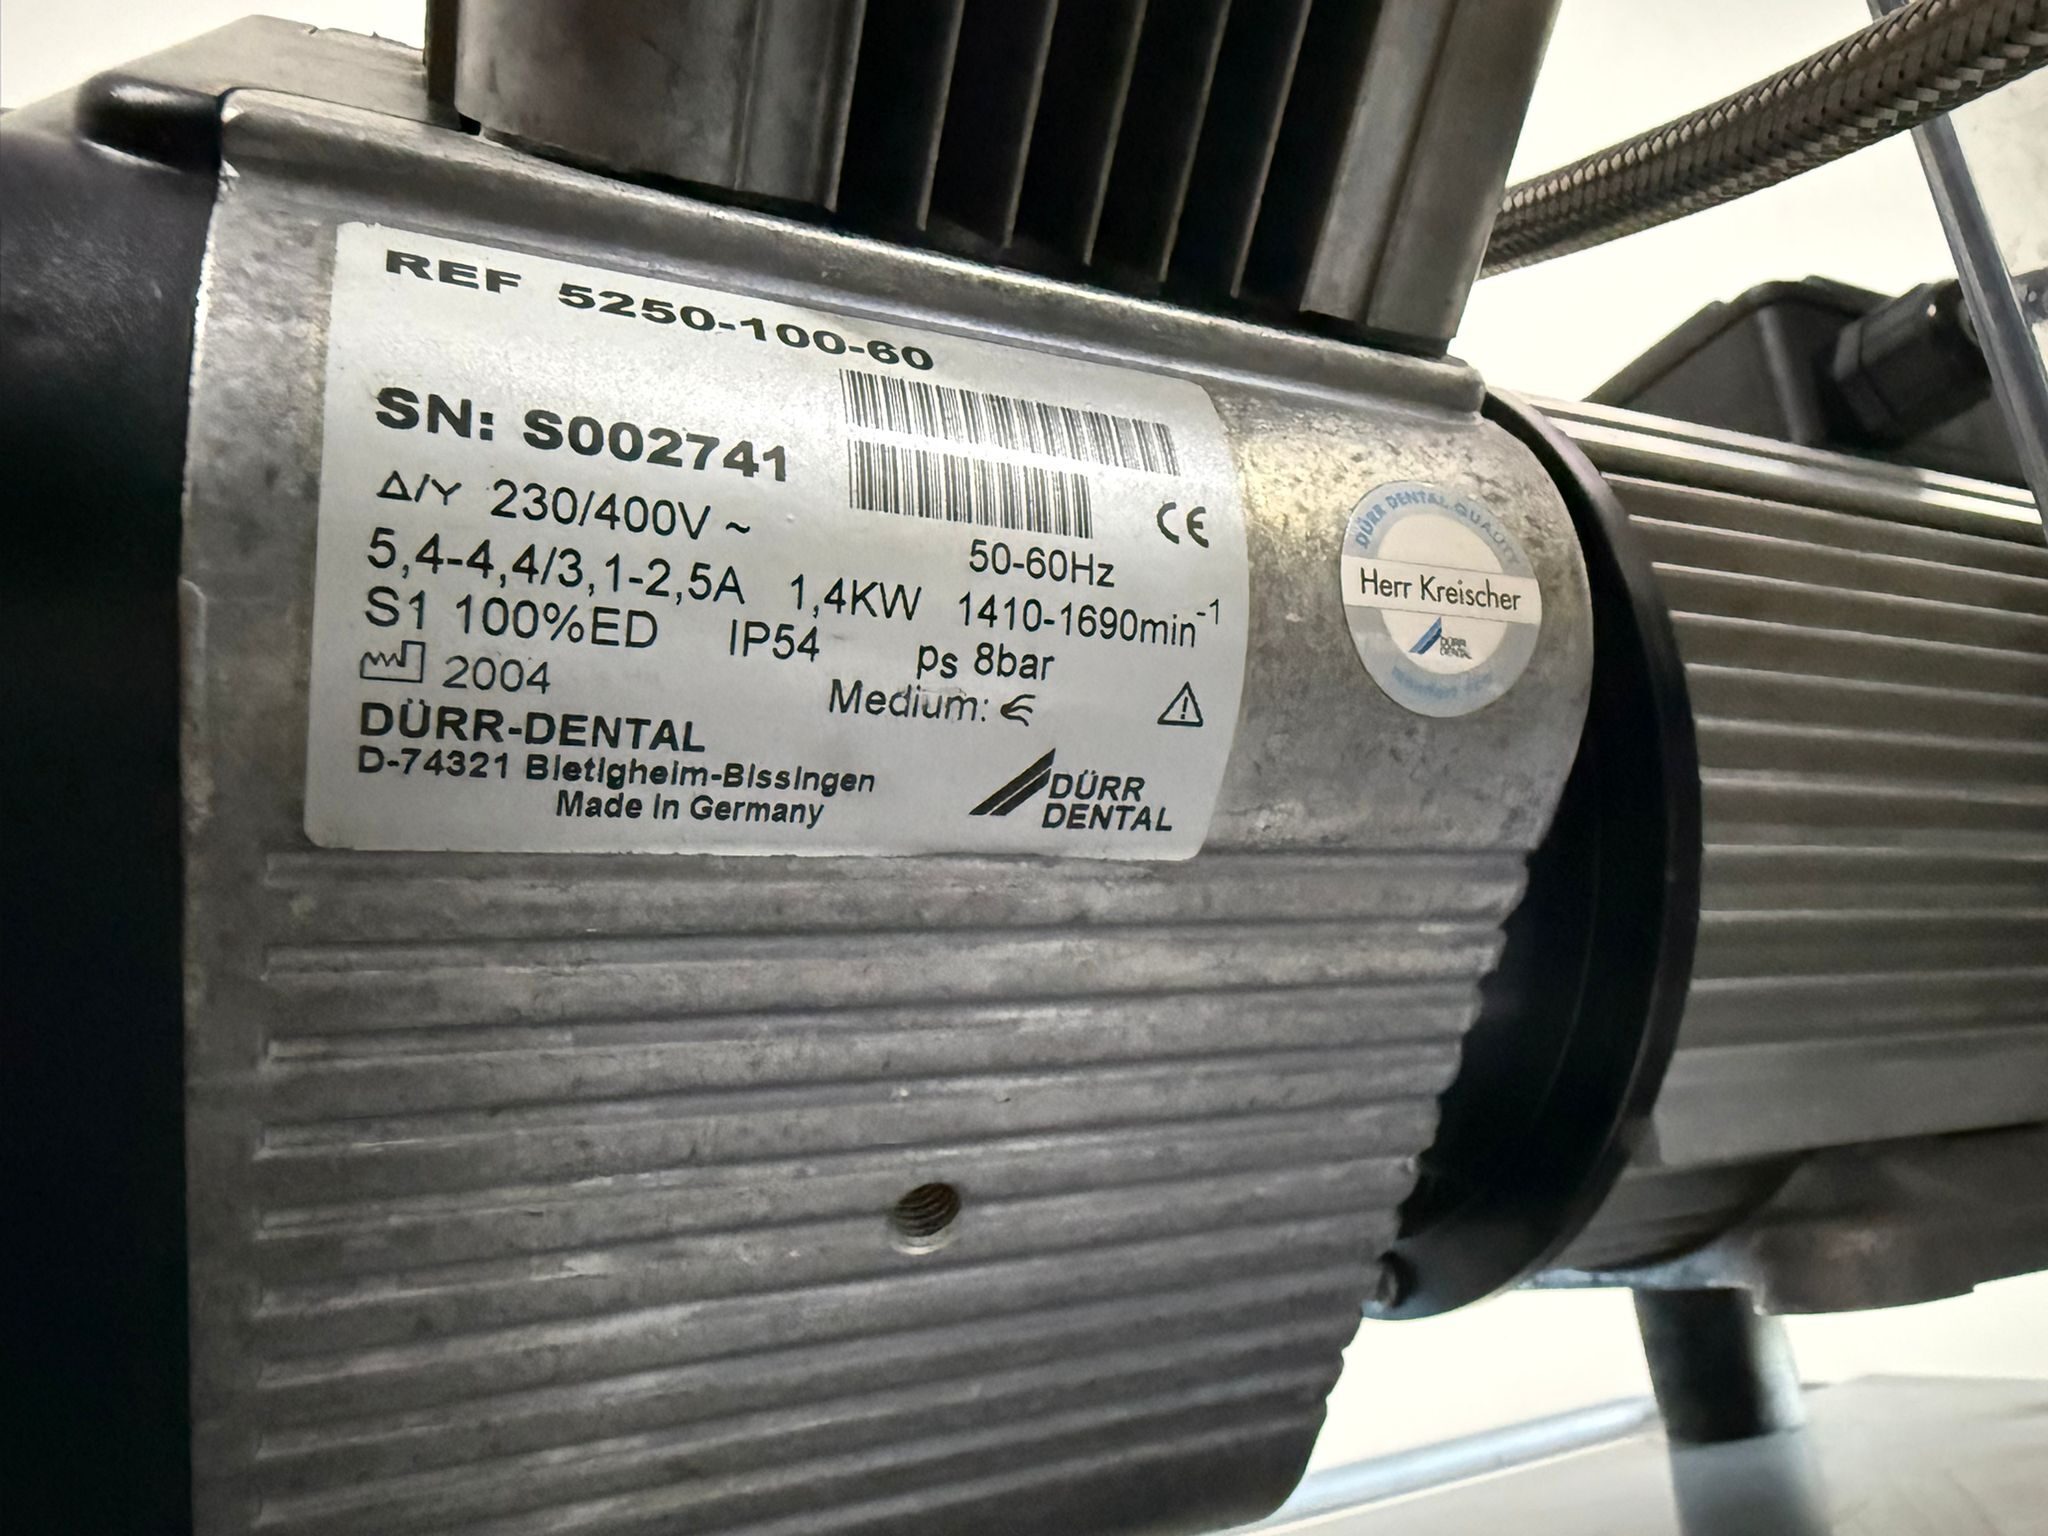 REF 5250-100-60
SN: S002741
Δ/Y 230/400V ~ 50-60Hz
5,4-4,4/3,1-2,5A 1,4KW 1410-1690min⁻¹
S1 100%ED IP54 ps 8bar
2004 Medium:
DÜRR-DENTAL
D-74321 Bietigheim-Bissingen
Made in Germany
CE
DÜRR
DENTAL
DÜRR DENTAL QUALITY
Herr Kreischer
DÜRR
DENTAL